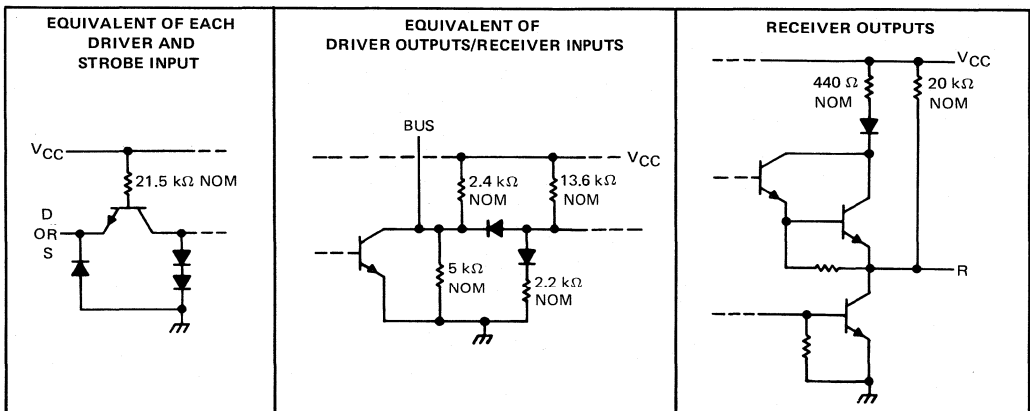 EQUIVALENT OF EACH
DRIVER AND
STROBE INPUT
VCC
21.5 kΩ NOM
D
OR
S
EQUIVALENT OF
DRIVER OUTPUTS/RECEIVER INPUTS
BUS
VCC
2.4 kΩ
NOM
13.6 kΩ
NOM
5 kΩ
NOM
2.2 kΩ
NOM
RECEIVER OUTPUTS
VCC
440 Ω
NOM
20 kΩ
NOM
R